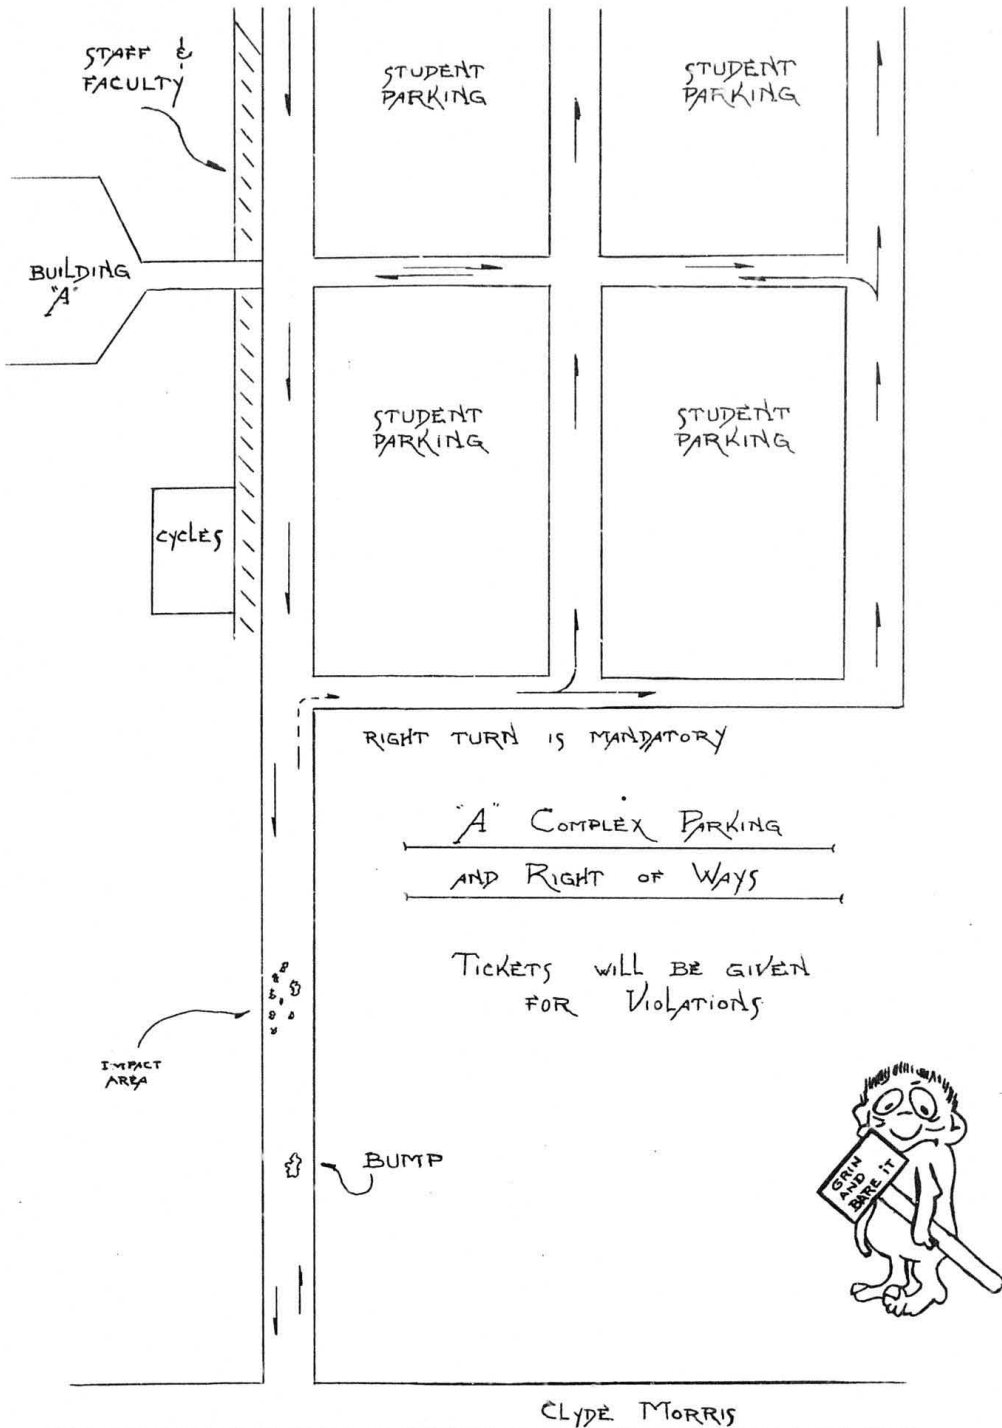 STAFF &
FACULTY
STUDENT
PARKING
STUDENT
PARKING
BUILDING
"A"
STUDENT
PARKING
STUDENT
PARKING
CYCLES
RIGHT TURN IS MANDATORY
"A" COMPLEX PARKING
AND RIGHT OF WAYS
TICKETS WILL BE GIVEN
FOR VIOLATIONS
IMPACT
AREA
BUMP
GRIN
AND
BARE IT
CLYDE MORRIS